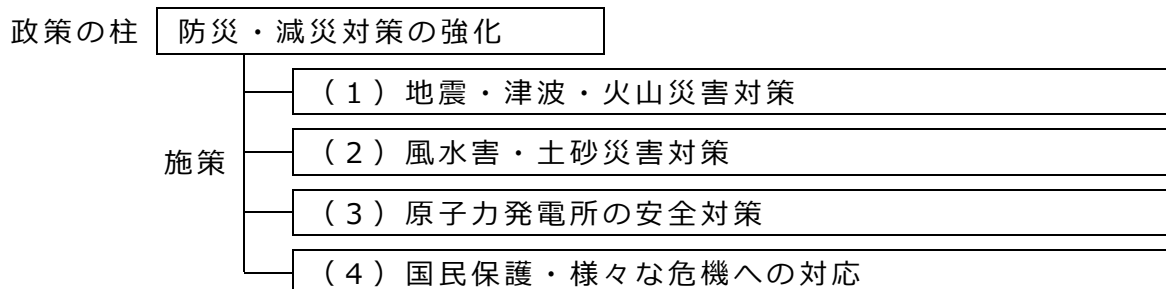 政策の柱 防災・減災対策の強化
（1）地震・津波・火山災害対策
（2）風水害・土砂災害対策
施策
（3）原子力発電所の安全対策
（4）国民保護・様々な危機への対応